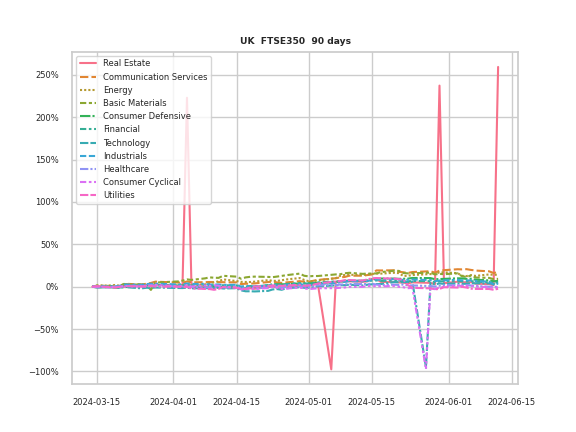 UK FTSE350 90 days
Real Estate
Communication Services
Energy
Basic Materials
Consumer Defensive
Financial
Technology
Industrials
Healthcare
Consumer Cyclical
Utilities
250%
200%
150%
100%
50%
0%
−50%
−100%
2024-03-15 2024-04-01 2024-04-15 2024-05-01 2024-05-15 2024-06-01 2024-06-15